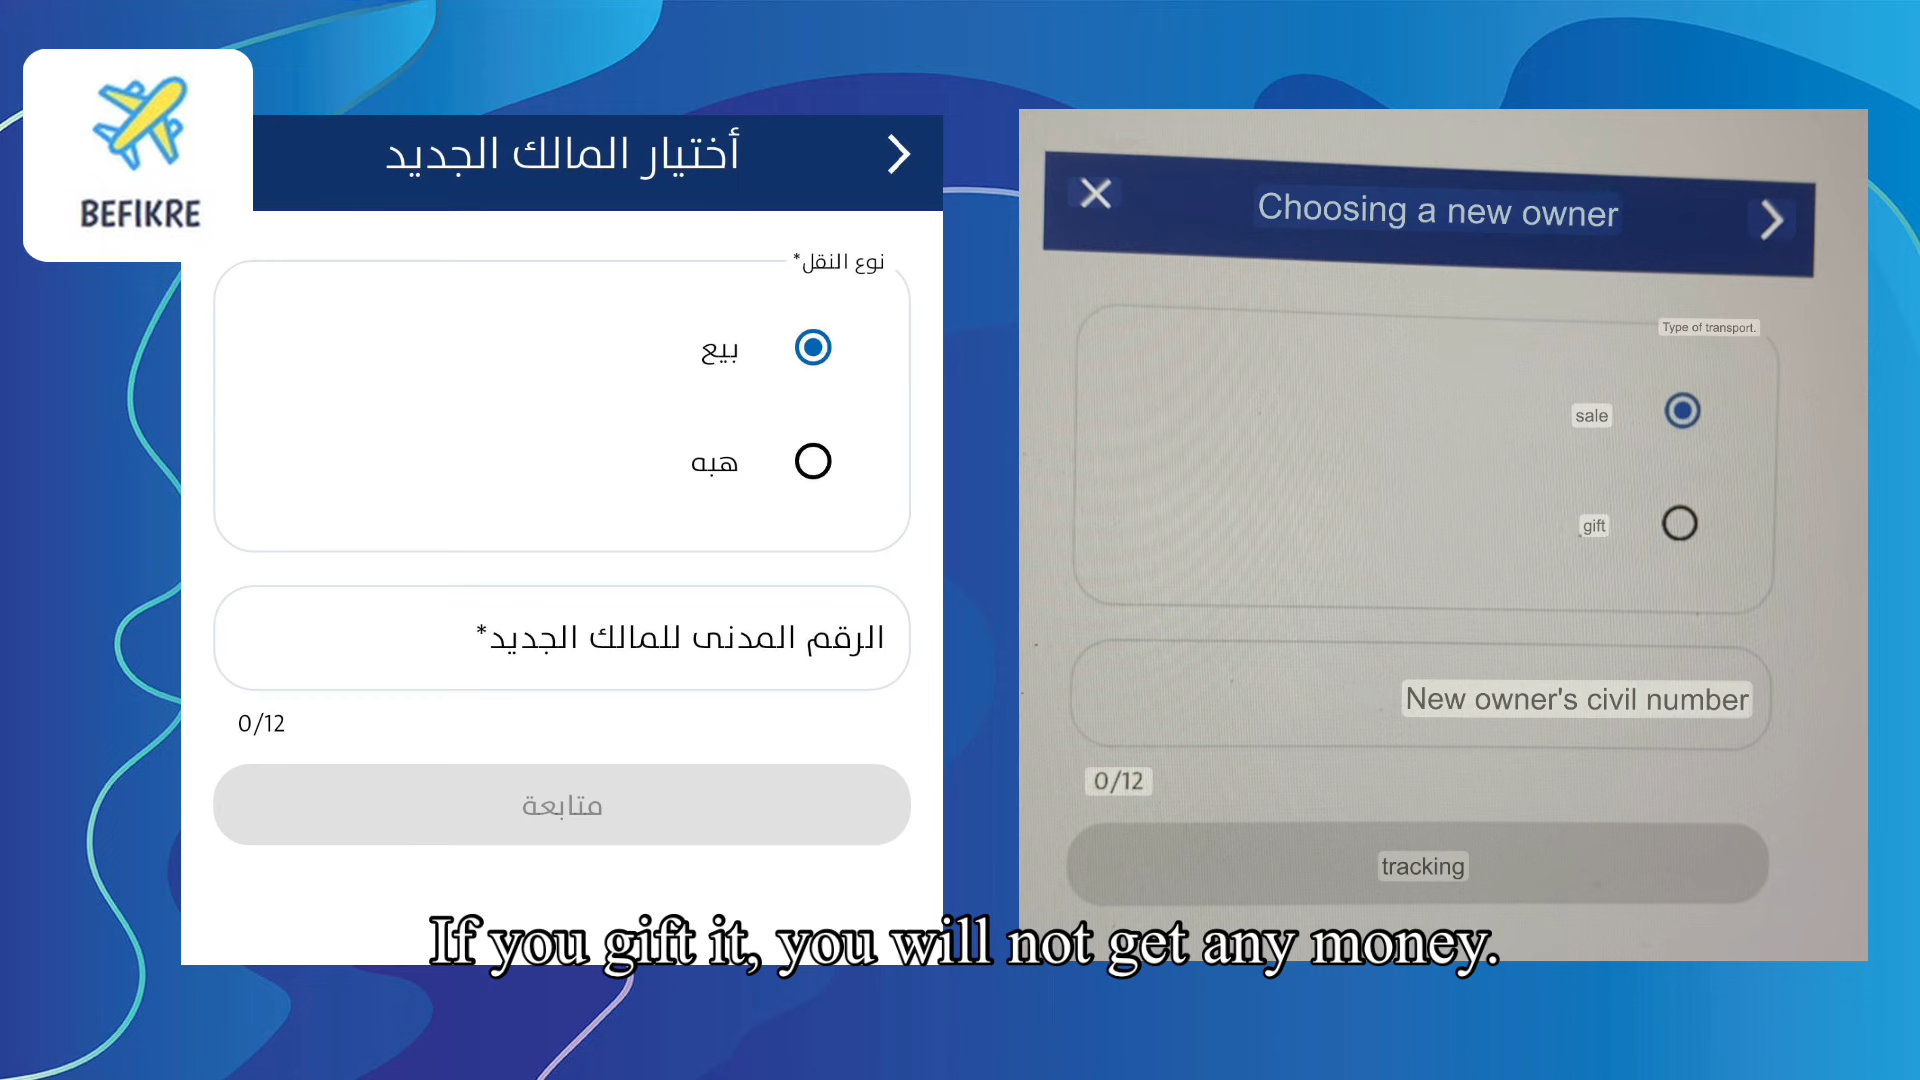 BEFIKRE
أختيار المالك الجديد
نوع النقل*
بيع
هبه
الرقم المدنى للمالك الجديد*
0/12
متابعة
Choosing a new owner
Type of transport.
sale
gift
New owner's civil number
0/12
tracking
If you gift it, you will not get any money.